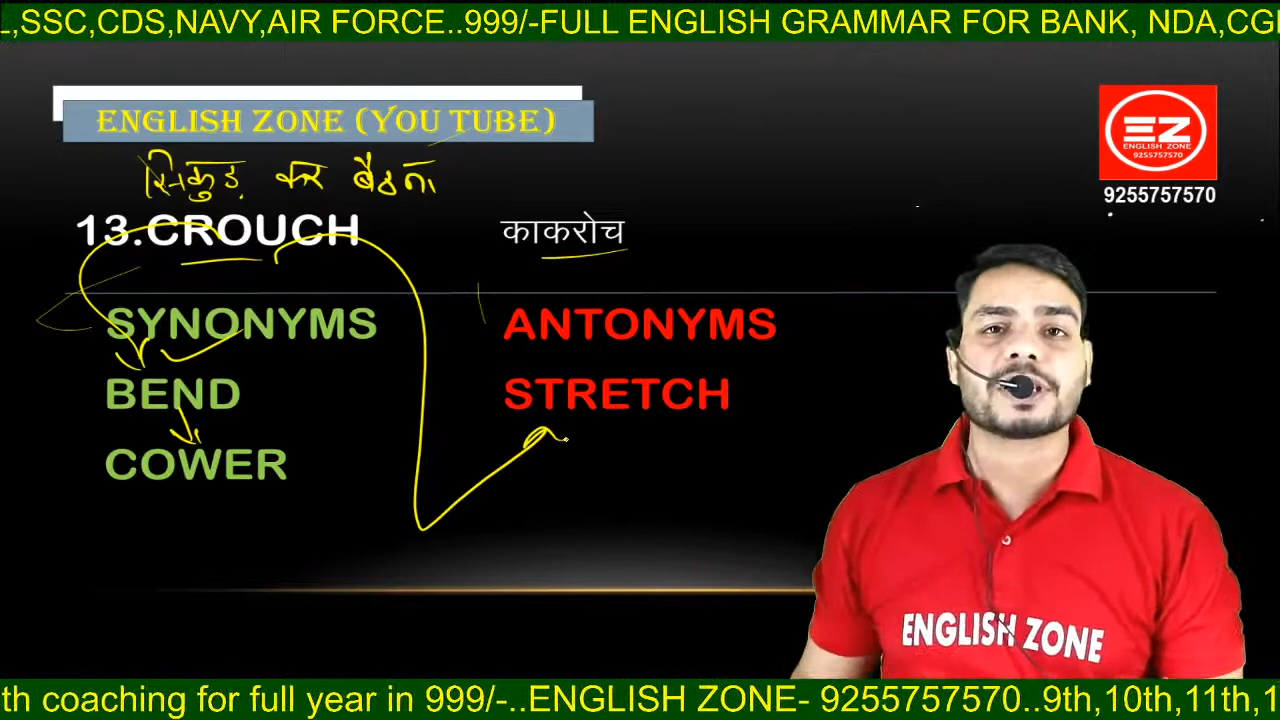 L,SSC,CDS,NAVY,AIR FORCE..999/-FULL ENGLISH GRAMMAR FOR BANK, NDA,CG
ENGLISH ZONE (YOU TUBE)
EZ
ENGLISH ZONE
9255757570
9255757570
सिकुड़ कर बैठना
13.CROUCH
काकरोच
SYNONYMS
ANTONYMS
BEND
STRETCH
COWER
ENGLISH ZONE
th coaching for full year in 999/-..ENGLISH ZONE- 9255757570..9th,10th,11th,1